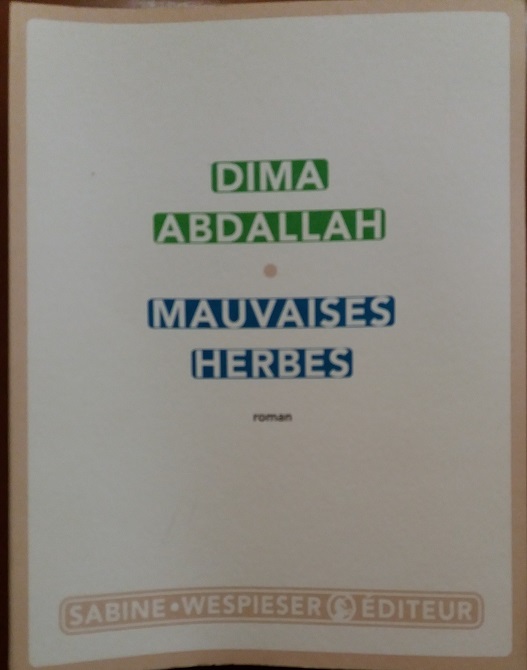 DIMA
ABDALLAH
MAUVAISES
HERBES
roman
SABINE • WESPIESER ÉDITEUR